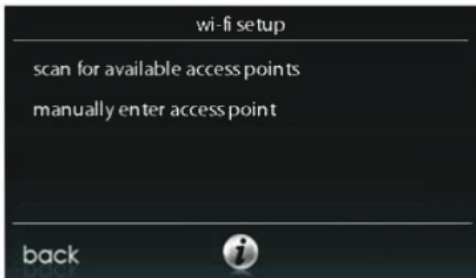 wi-fi setup
scan for available access points
manually enter access point
back
i